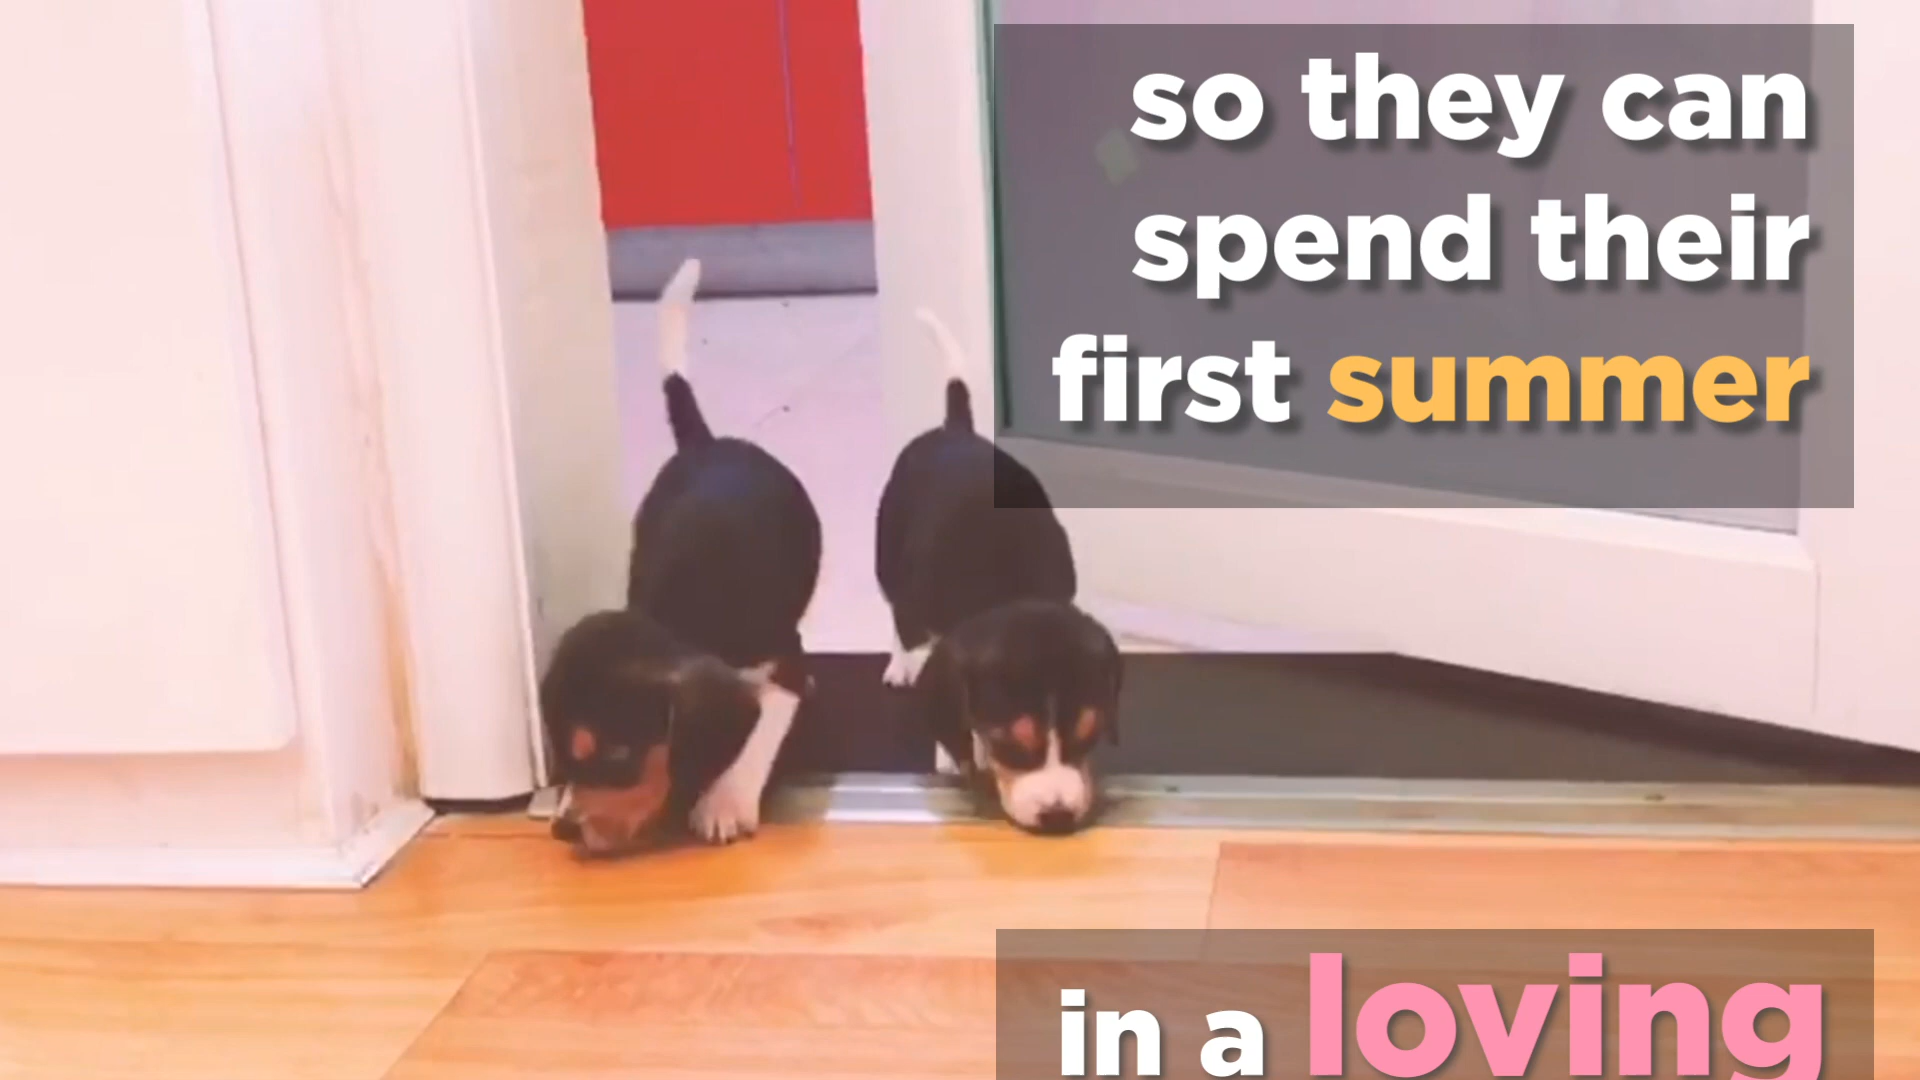 so they can
spend their
first summer
in a loving